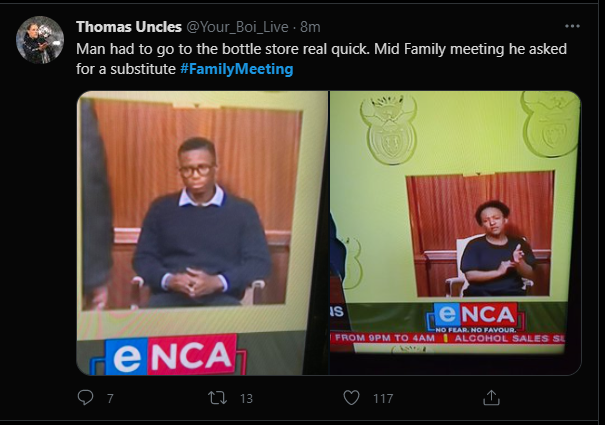 Thomas Uncles @Your_Boi_Live · 8m
Man had to go to the bottle store real quick. Mid Family meeting he asked
for a substitute #FamilyMeeting
eNCA
eNCA
NO FEAR. NO FAVOUR.
FROM 9PM TO 4AM ALCOHOL SALES
7 13 117